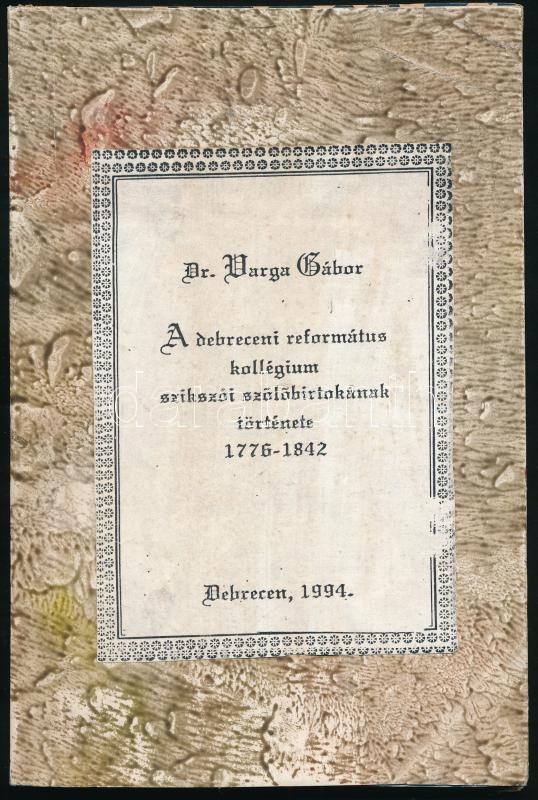 Dr. Varga Gábor
A debreceni református
kollégium
szikszói szőlőbirtokának
története
1776-1842
Debrecen, 1994.